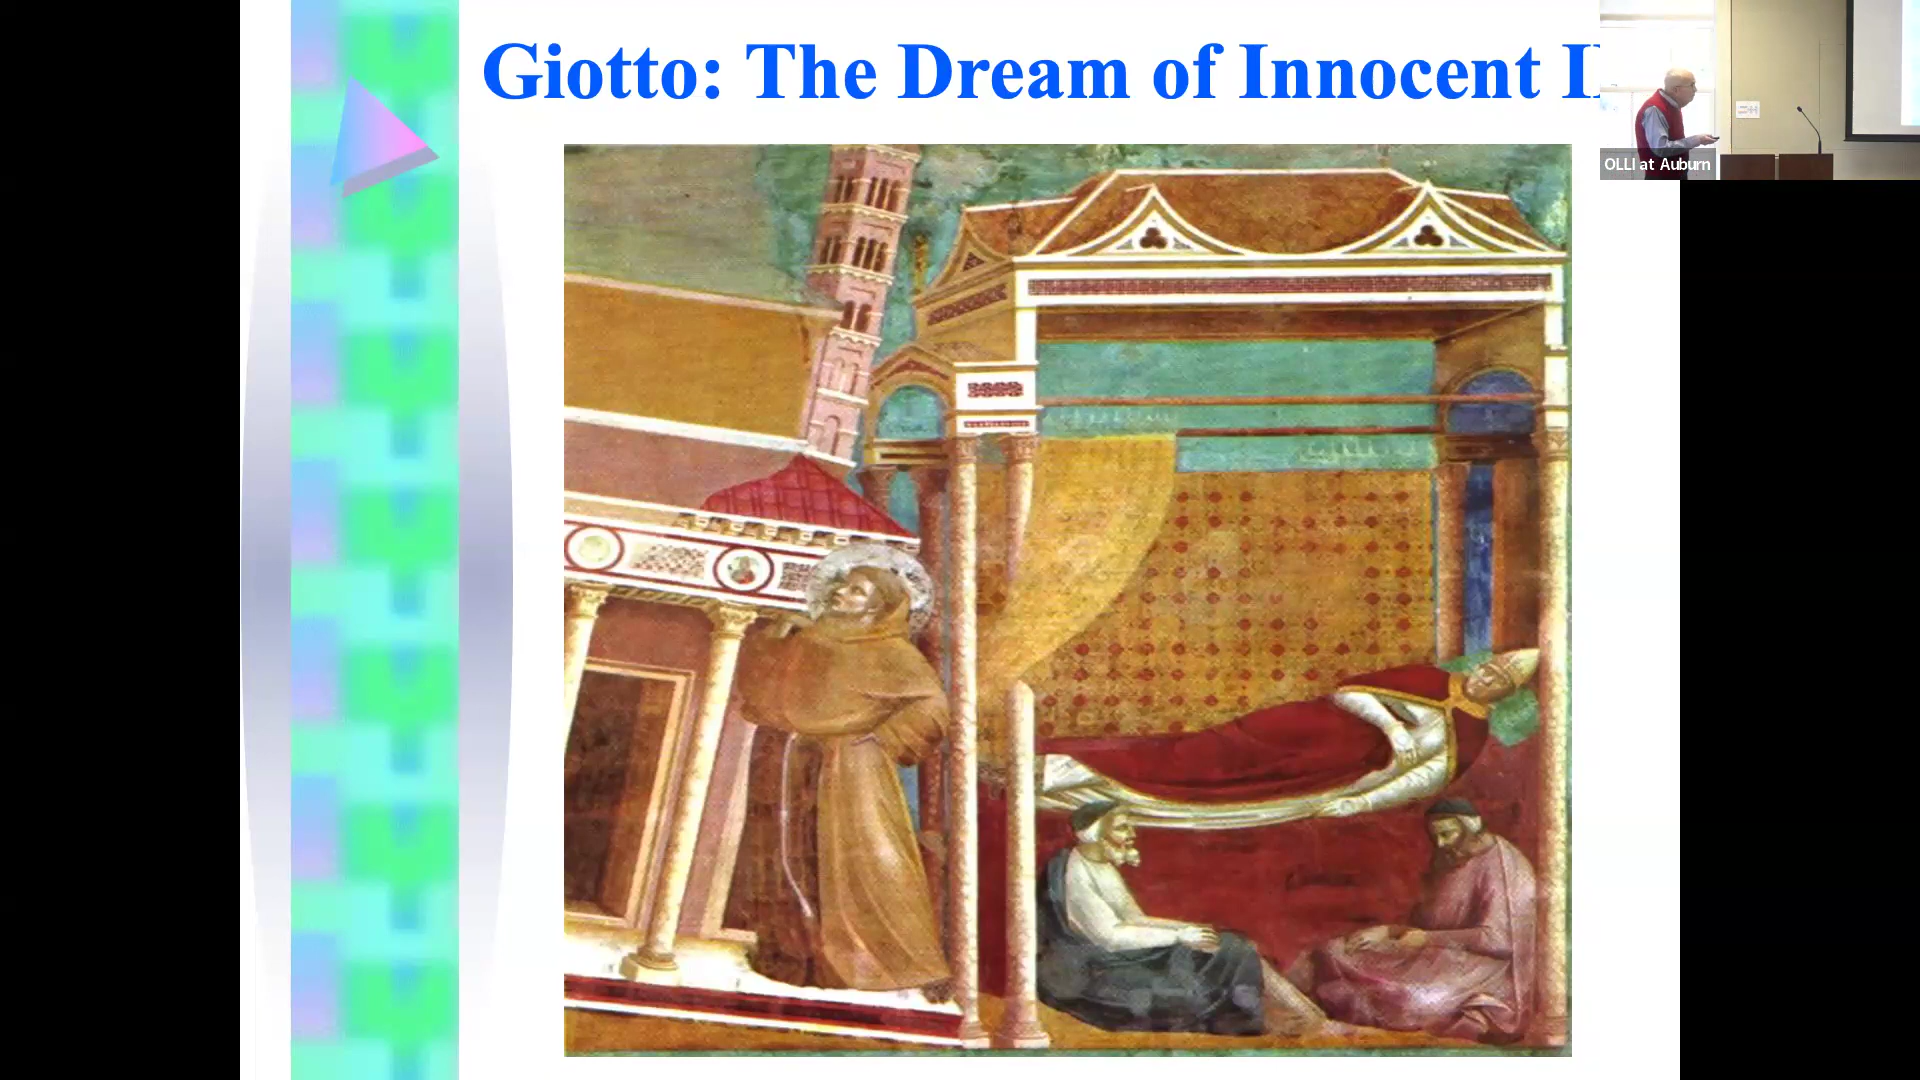 Giotto: The Dream of Innocent I
OLLI at Auburn